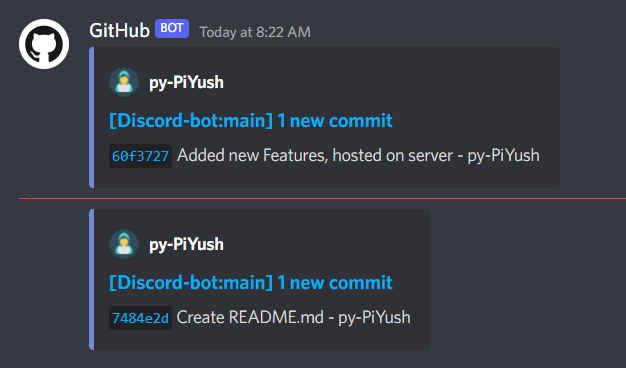 GitHub BOT Today at 8:22 AM
py-PiYush
[Discord-bot:main] 1 new commit
60f3727 Added new Features, hosted on server - py-PiYush
py-PiYush
[Discord-bot:main] 1 new commit
7484e2d Create README.md - py-PiYush